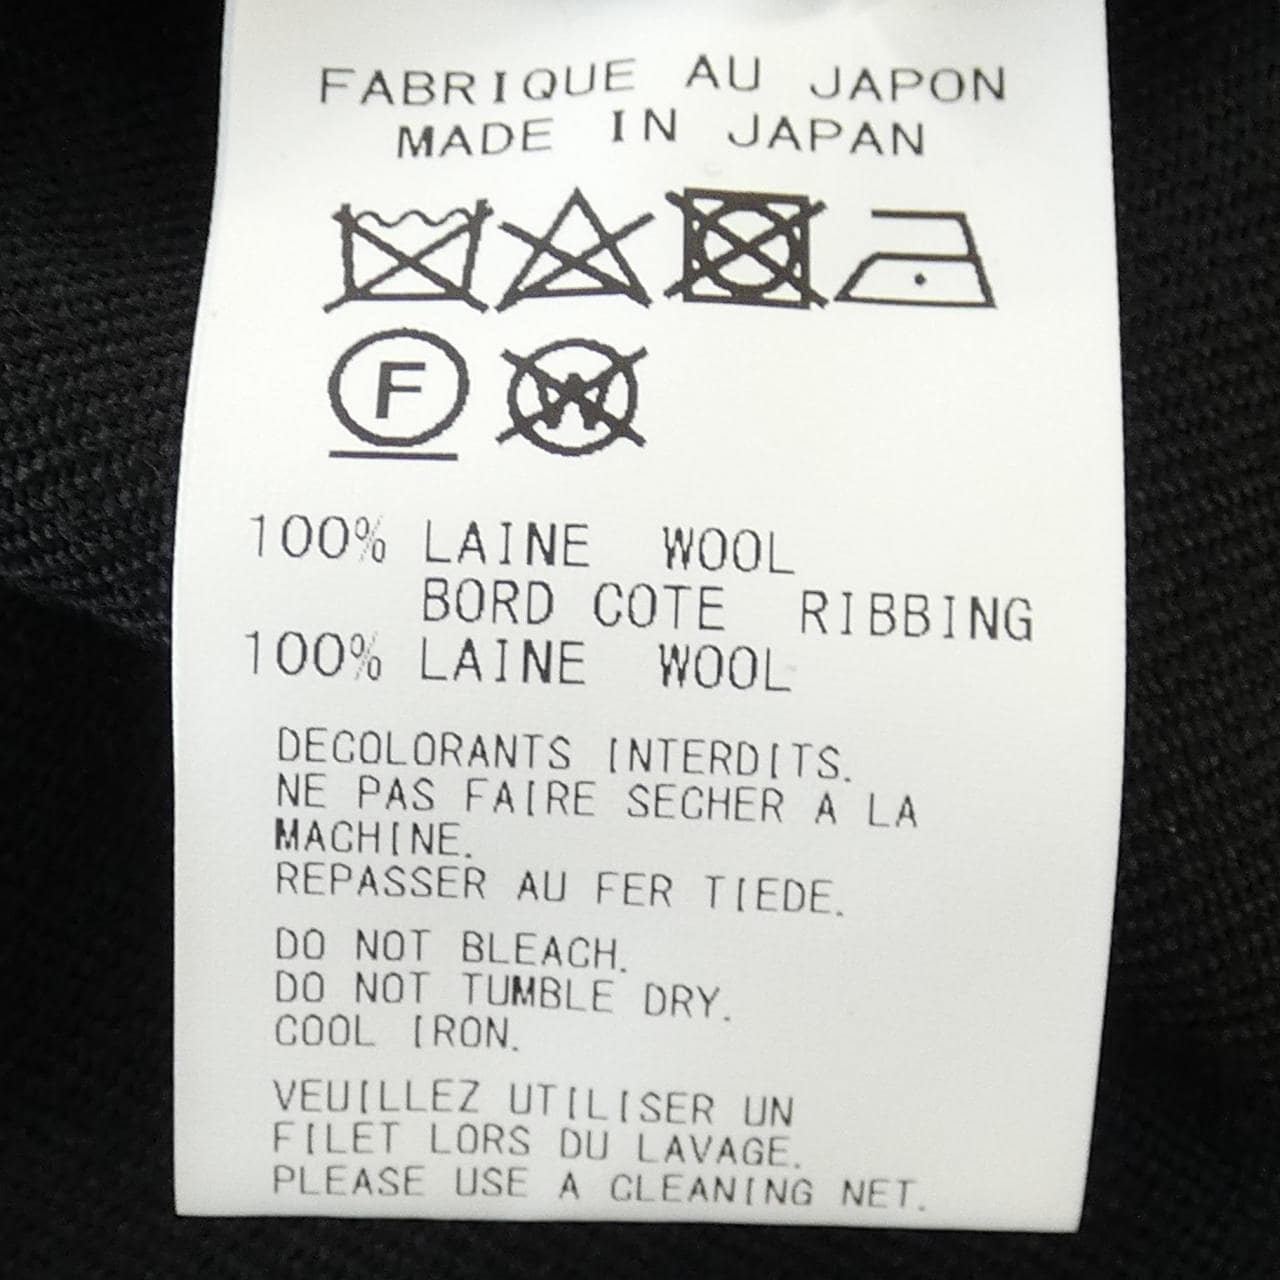 FABRIQUE AU JAPON
MADE IN JAPAN
F W
100% LAINE WOOL
BORD COTE RIBBING
100% LAINE WOOL
DECOLORANTS INTERDITS.
NE PAS FAIRE SECHER A LA
MACHINE.
REPASSER AU FER TIEDE.
DO NOT BLEACH.
DO NOT TUMBLE DRY.
COOL IRON.
VEUILLEZ UTILISER UN
FILET LORS DU LAVAGE.
PLEASE USE A CLEANING NET.